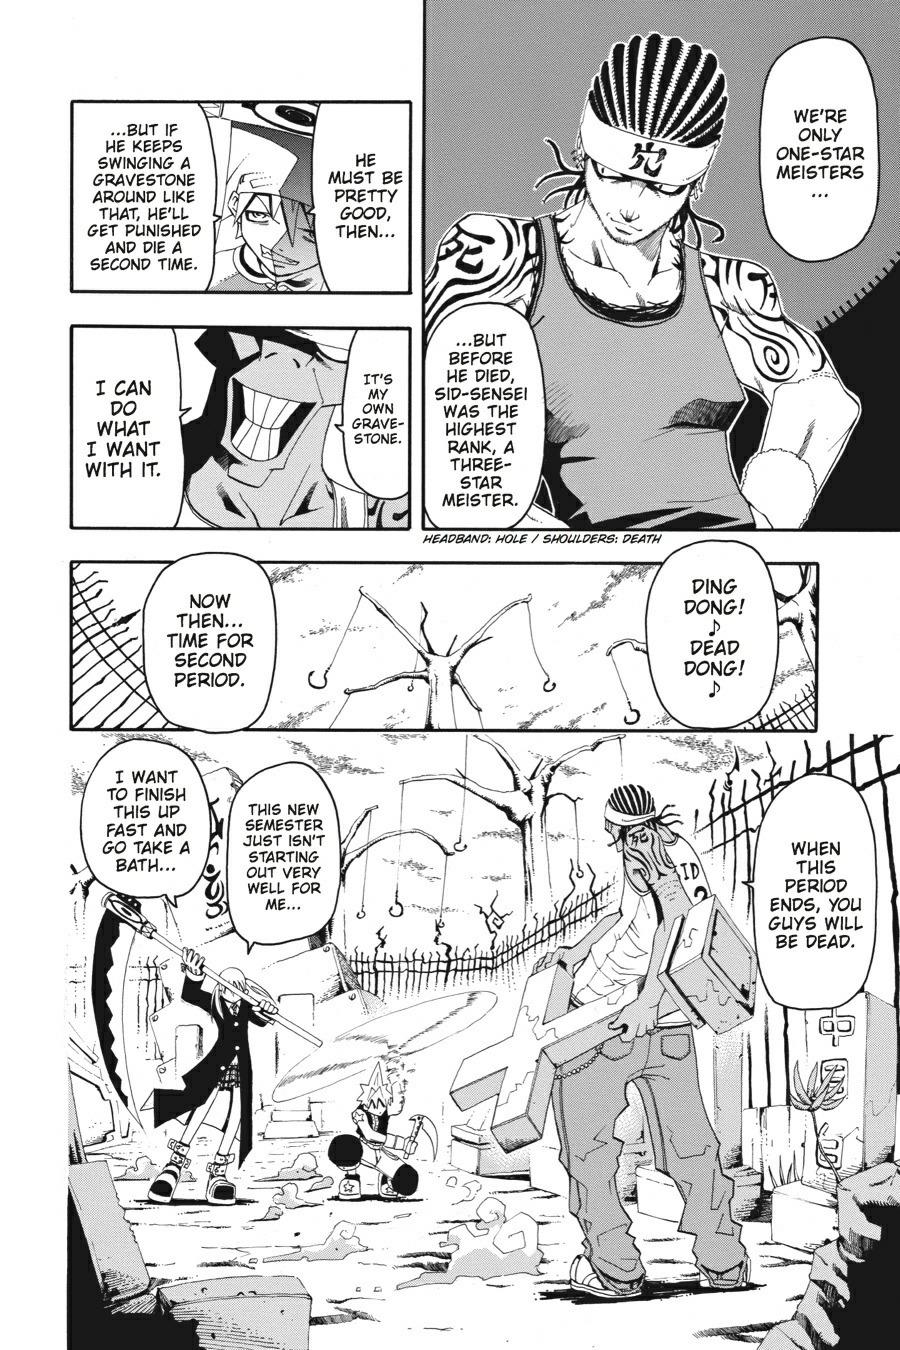 WE'RE
ONLY
ONE-STAR
MEISTERS
...
穴
死
...BUT
BEFORE
HE DIED,
SID-SENSEI
WAS THE
HIGHEST
RANK, A
THREE-
STAR
MEISTER.
HEADBAND: HOLE / SHOULDERS: DEATH
HE
MUST BE
PRETTY
GOOD,
THEN...
...BUT IF
HE KEEPS
SWINGING A
GRAVESTONE
AROUND LIKE
THAT, HE'LL
GET PUNISHED
AND DIE A
SECOND TIME.
IT'S
MY
OWN
GRAVE-
STONE.
I CAN
DO
WHAT
I WANT
WITH IT.
DING
DONG!
♪
DEAD
DONG!
♪
NOW
THEN...
TIME FOR
SECOND
PERIOD.
WHEN
THIS
PERIOD
ENDS, YOU
GUYS WILL
BE DEAD.
死
ID
THIS NEW
SEMESTER
JUST ISN'T
STARTING
OUT VERY
WELL FOR
ME...
I WANT
TO FINISH
THIS UP
FAST AND
GO TAKE A
BATH...